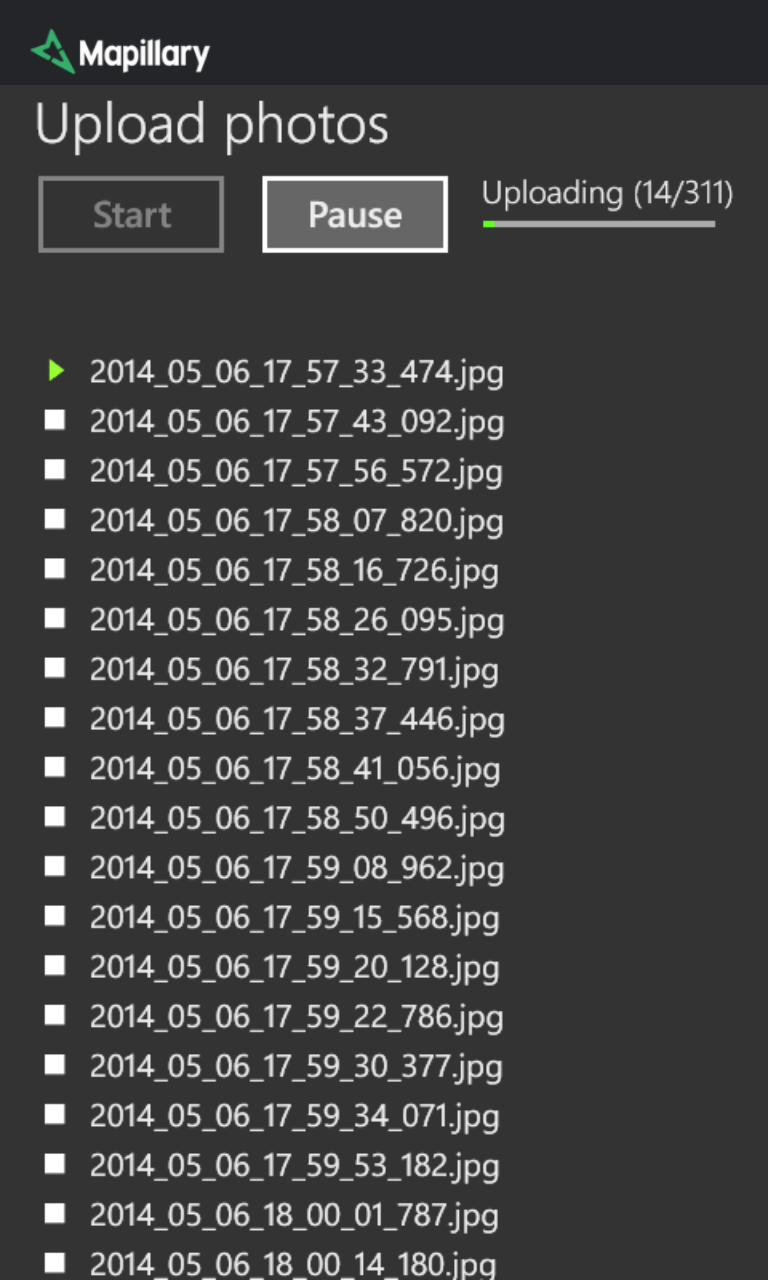 Mapillary
Upload photos
Start
Pause
Uploading (14/311)
2014_05_06_17_57_33_474.jpg
2014_05_06_17_57_43_092.jpg
2014_05_06_17_57_56_572.jpg
2014_05_06_17_58_07_820.jpg
2014_05_06_17_58_16_726.jpg
2014_05_06_17_58_26_095.jpg
2014_05_06_17_58_32_791.jpg
2014_05_06_17_58_37_446.jpg
2014_05_06_17_58_41_056.jpg
2014_05_06_17_58_50_496.jpg
2014_05_06_17_59_08_962.jpg
2014_05_06_17_59_15_568.jpg
2014_05_06_17_59_20_128.jpg
2014_05_06_17_59_22_786.jpg
2014_05_06_17_59_30_377.jpg
2014_05_06_17_59_34_071.jpg
2014_05_06_17_59_53_182.jpg
2014_05_06_18_00_01_787.jpg
2014_05_06_18_00_14_180.jpg